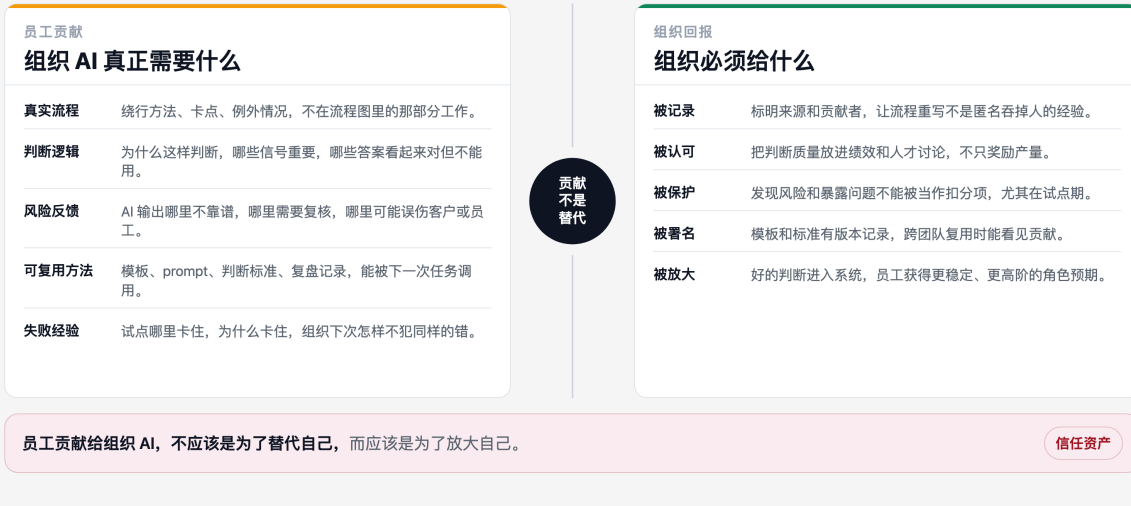 员工贡献
组织 AI 真正需要什么
真实流程
绕行方法、卡点、例外情况，不在流程图里的那部分工作。
判断逻辑
为什么这样判断，哪些信号重要，哪些答案看起来对但不能
用。
风险反馈
AI 输出哪里不靠谱，哪里需要复核，哪里可能误伤客户或员
工。
可复用方法
模板、prompt、判断标准、复盘记录，能被下一次任务调
用。
失败经验
试点哪里卡住，为什么卡住，组织下次怎样不犯同样的错。
贡献
不是
替代
组织回报
组织必须给什么
被记录
标明来源和贡献者，让流程重写不是匿名吞掉人的经验。
被认可
把判断质量放进绩效和人才讨论，不只奖励产量。
被保护
发现风险和暴露问题不能被当作扣分项，尤其在试点期。
被署名
模板和标准有版本记录，跨团队复用时能看见贡献。
被放大
好的判断进入系统，员工获得更稳定、更高阶的角色预期。
员工贡献给组织 AI，不应该是为了替代自己，而应该是为了放大自己。
信任资产